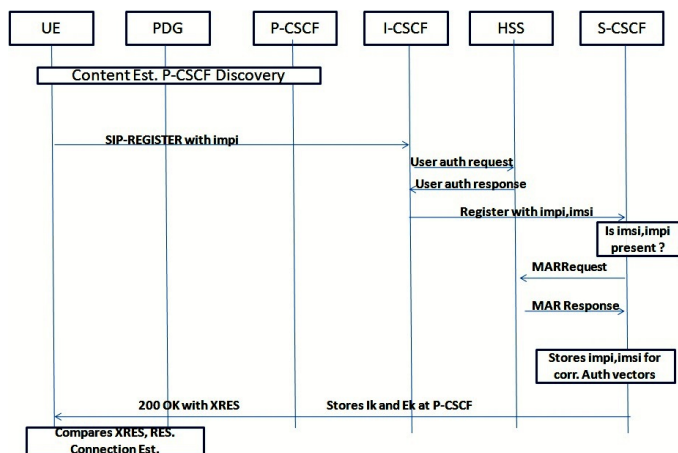 UE PDG P-CSCF I-CSCF HSS S-CSCF
Content Est. P-CSCF Discovery
SIP-REGISTER with impi
User auth request
User auth response
Register with impi,imsi
Is imsi,impi
present ?
MARRequest
MAR Response
Stores impi,imsi for
corr. Auth vectors
200 OK with XRES Stores Ik and Ek at P-CSCF
Compares XRES, RES.
Connection Est.